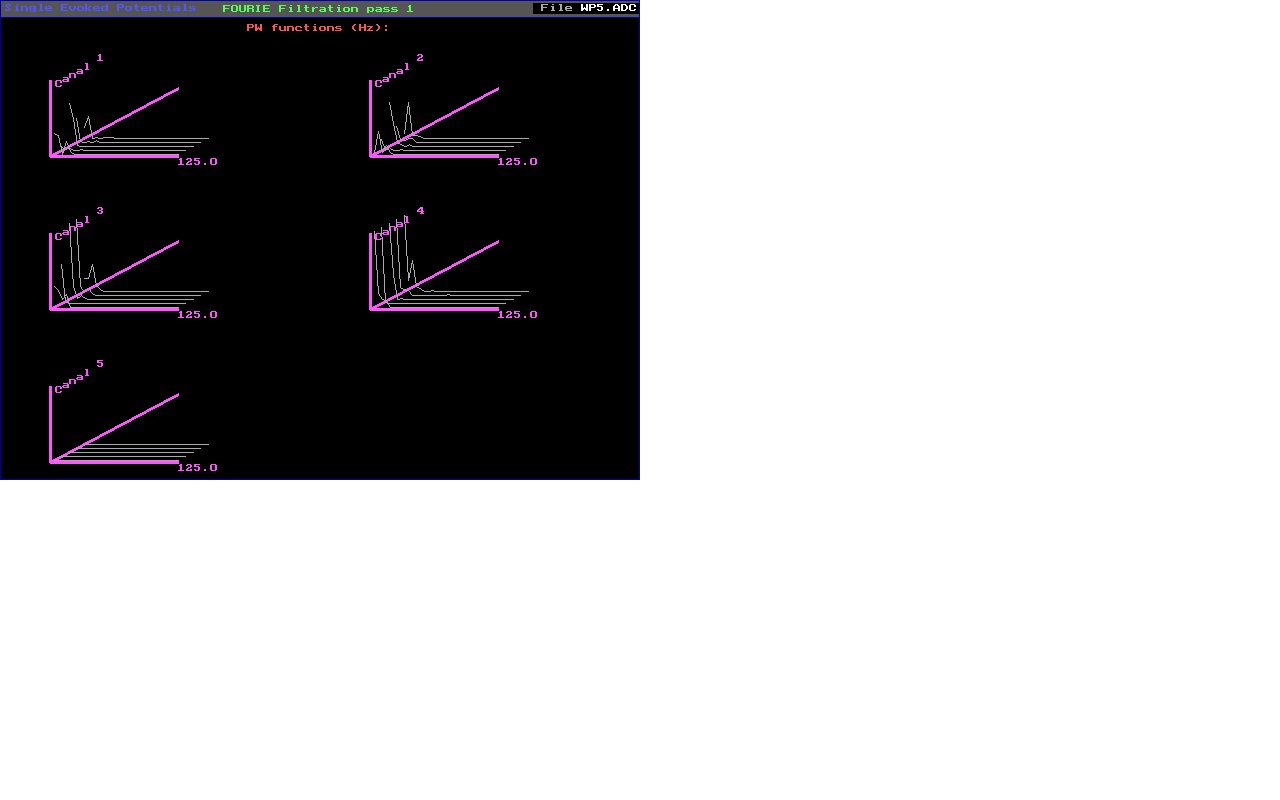 Single Evoked Potentials FOURIE Filtration pass 1 File WP5.ADC
PW functions (Hz):
Canal 1
125.0
Canal 2
125.0
Canal 3
125.0
Canal 4
125.0
Canal 5
125.0